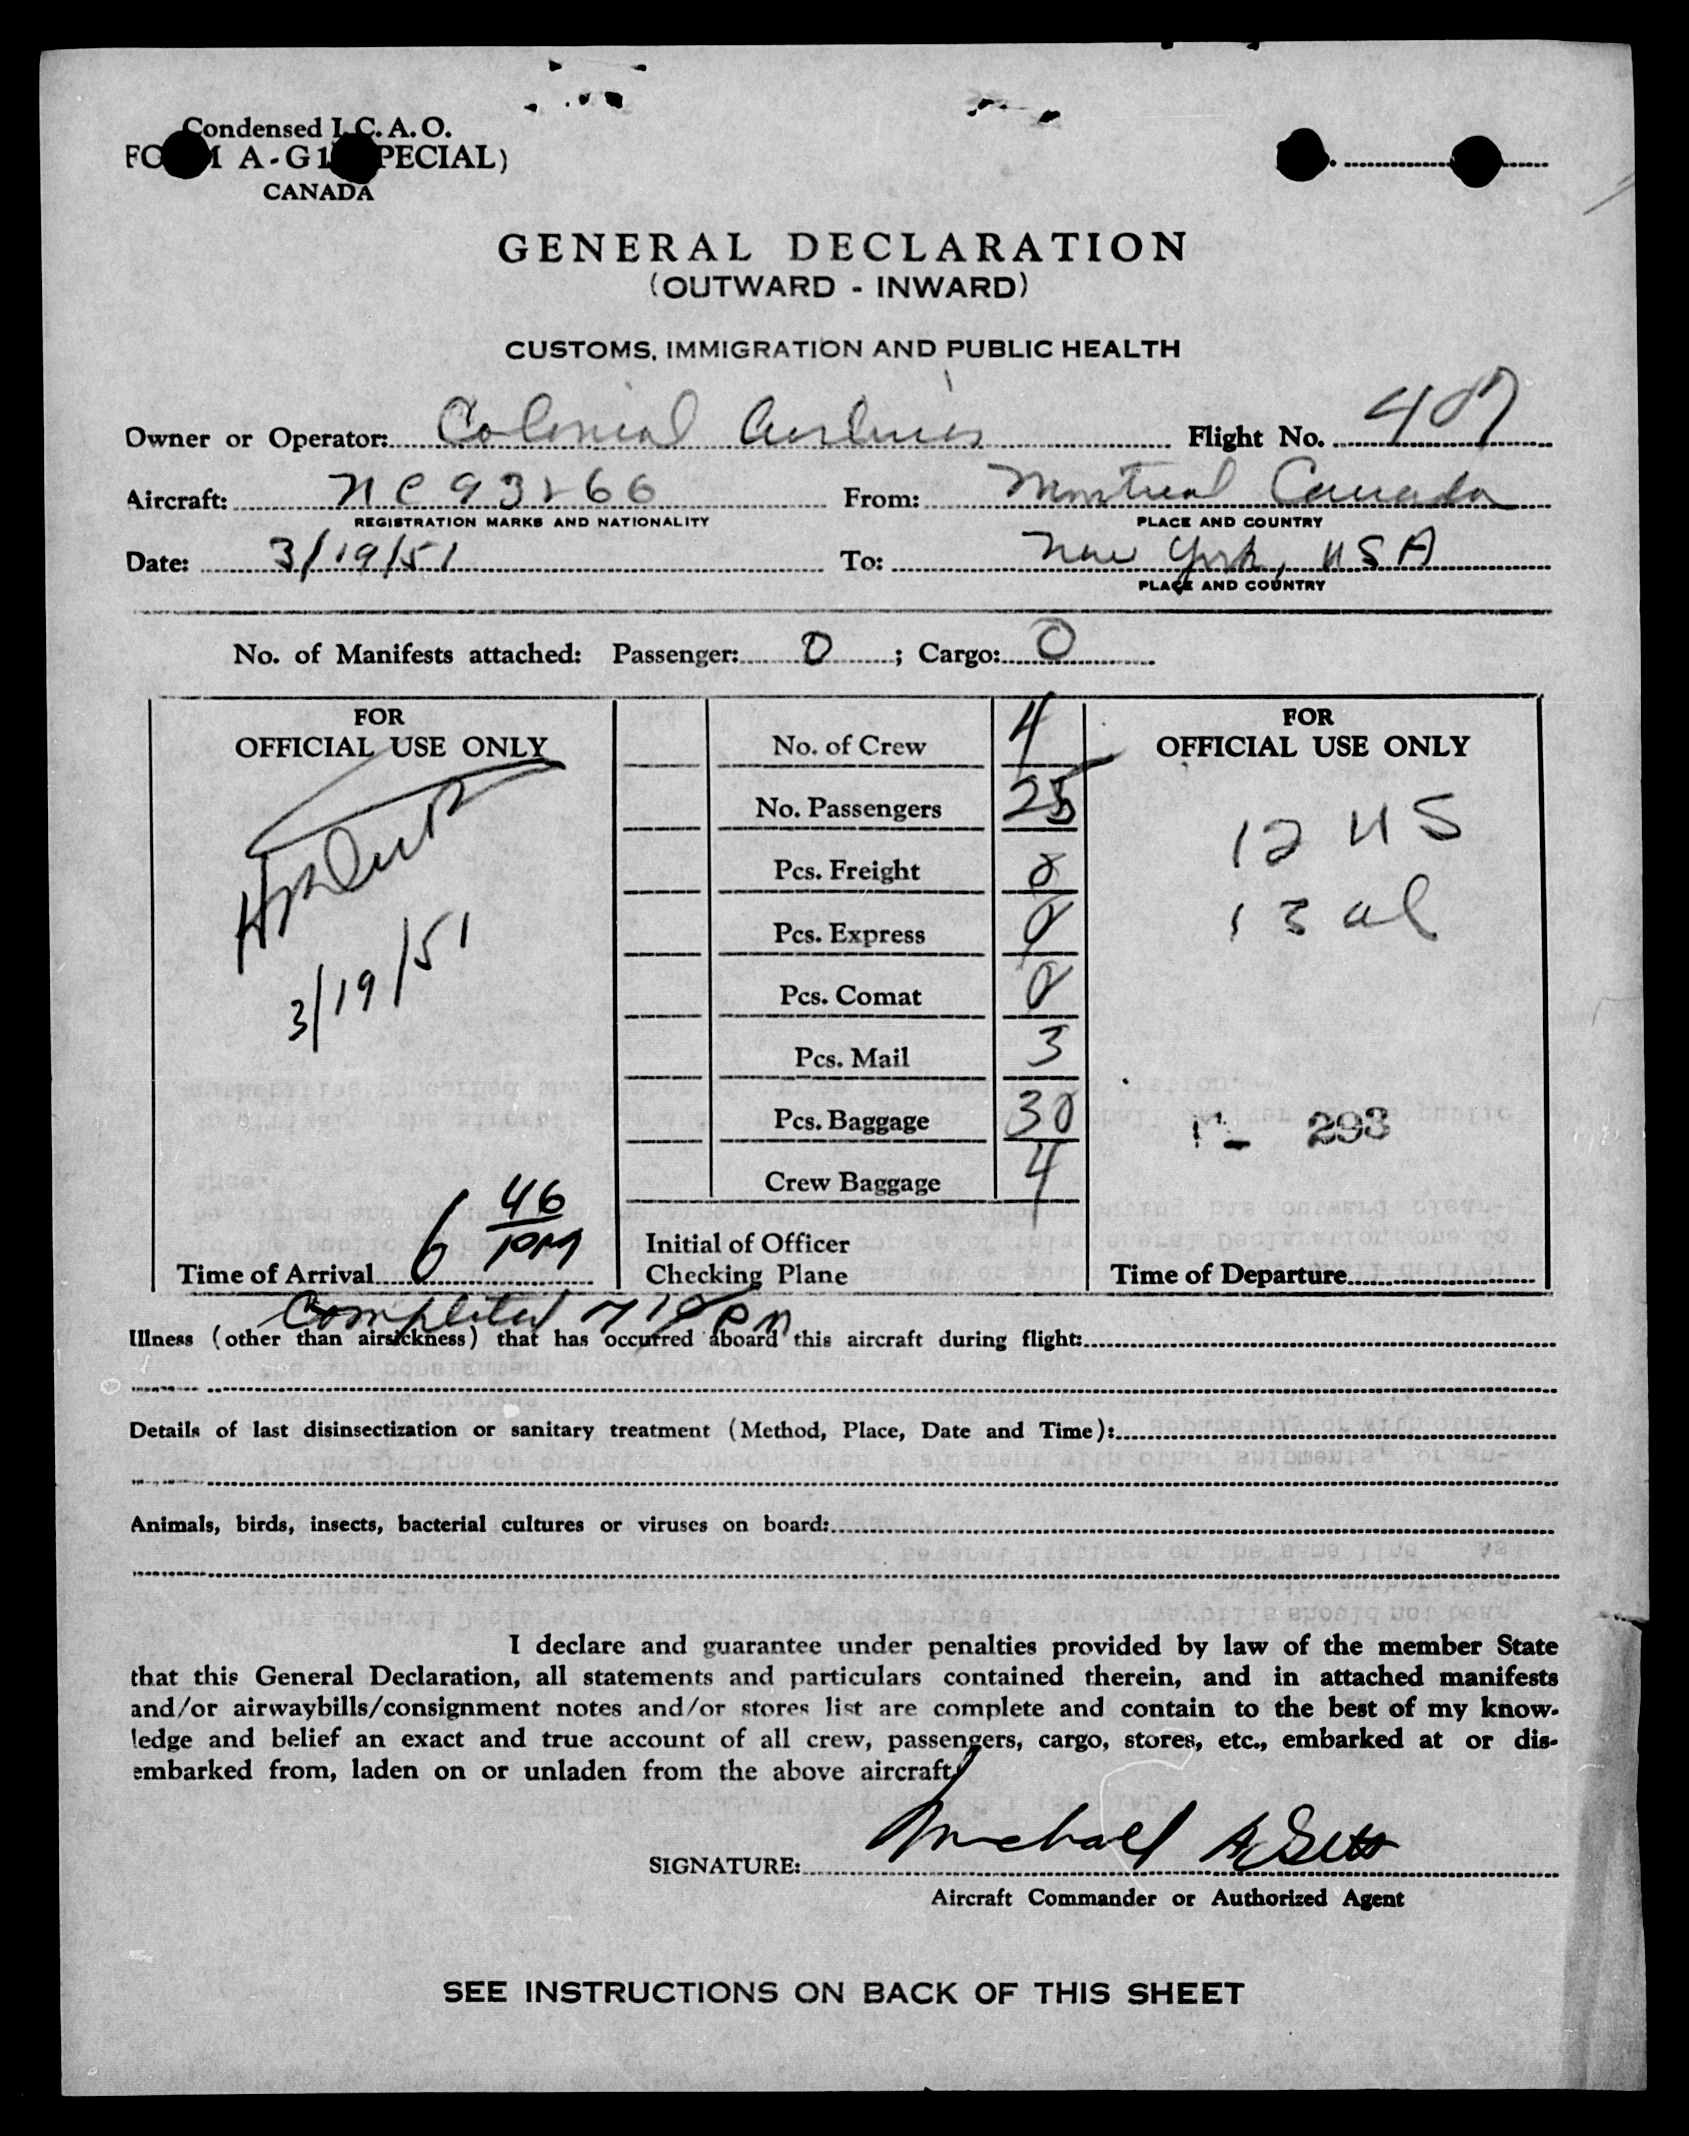 Condensed I.C.A.O.
A-G1
CANADA
GENERAL DECLARATION
(OUTWARD - INWARD)
CUSTOMS, IMMIGRATION AND PUBLIC HEALTH
Owner or Operator: Colonial Airlines Flight No. 407
Aircraft: NC93266 From: Montreal Canada
REGISTRATION MARKS AND NATIONALITY PLACE AND COUNTRY
Date: 3/19/51 To: New York, USA
PLACE AND COUNTRY
No. of Manifests attached: Passenger: 0; Cargo: 0
FOR
OFFICIAL USE ONLY
3/19/51
Time of Arrival 6 46 PM
No. of Crew 4
No. Passengers 25
Pcs. Freight 0
Pcs. Express 0
Pcs. Comat 0
Pcs. Mail 3
Pcs. Baggage 30
Crew Baggage 4
Initial of Officer
Checking Plane
FOR
OFFICIAL USE ONLY
12 US
13 al
293
Time of Departure
Completed 710 PM
Illness (other than airsickness) that has occurred aboard this aircraft during flight:
Details of last disinsectization or sanitary treatment (Method, Place, Date and Time):
Animals, birds, insects, bacterial cultures or viruses on board:
I declare and guarantee under penalties provided by law of the member State
that this General Declaration, all statements and particulars contained therein, and in attached manifests
and/or airwaybills/consignment notes and/or stores list are complete and contain to the best of my know-
ledge and belief an exact and true account of all crew, passengers, cargo, stores, etc., embarked at or dis-
embarked from, laden on or unladen from the above aircraft.
SIGNATURE: Michael
Aircraft Commander or Authorized Agent
SEE INSTRUCTIONS ON BACK OF THIS SHEET